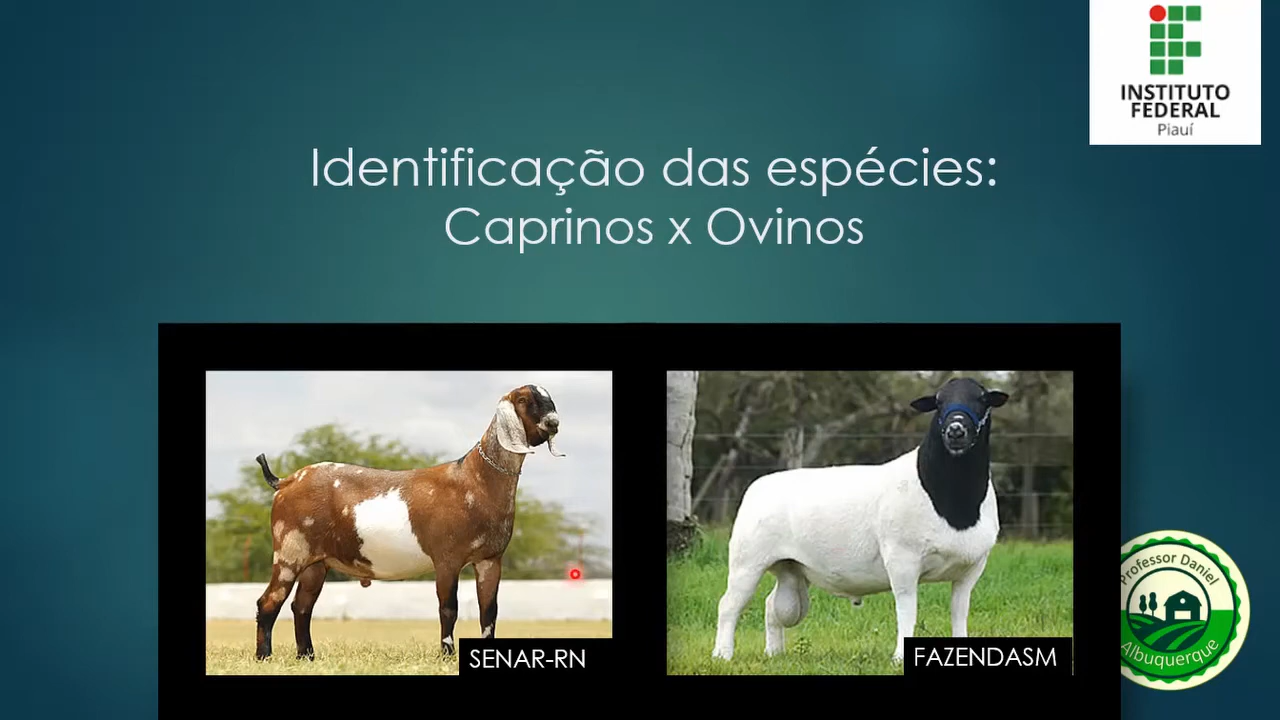 INSTITUTO
FEDERAL
Piauí
Identificação das espécies:
Caprinos x Ovinos
SENAR-RN
FAZENDASM
Professor Daniel
Albuquerque